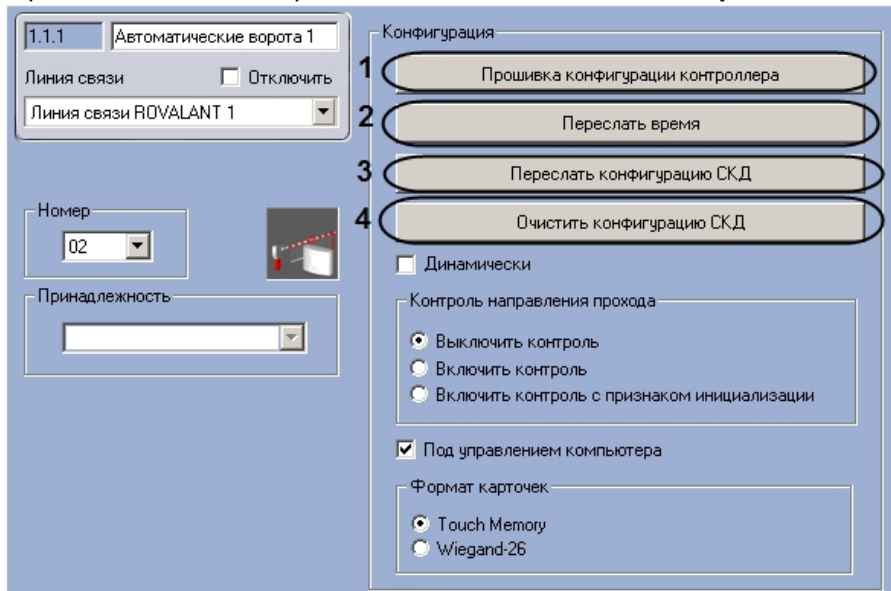 1.1.1 Автоматические ворота 1
Линия связи Отключить
Линия связи ROVALANT 1
Номер
02
Принадлежность
Конфигурация
1 Прошивка конфигурации контроллера
2 Переслать время
3 Переслать конфигурацию СКД
4 Очистить конфигурацию СКД
Динамически
Контроль направления прохода
Выключить контроль
Включить контроль
Включить контроль с признаком инициализации
Под управлением компьютера
Формат карточек
Touch Memory
Wiegand-26